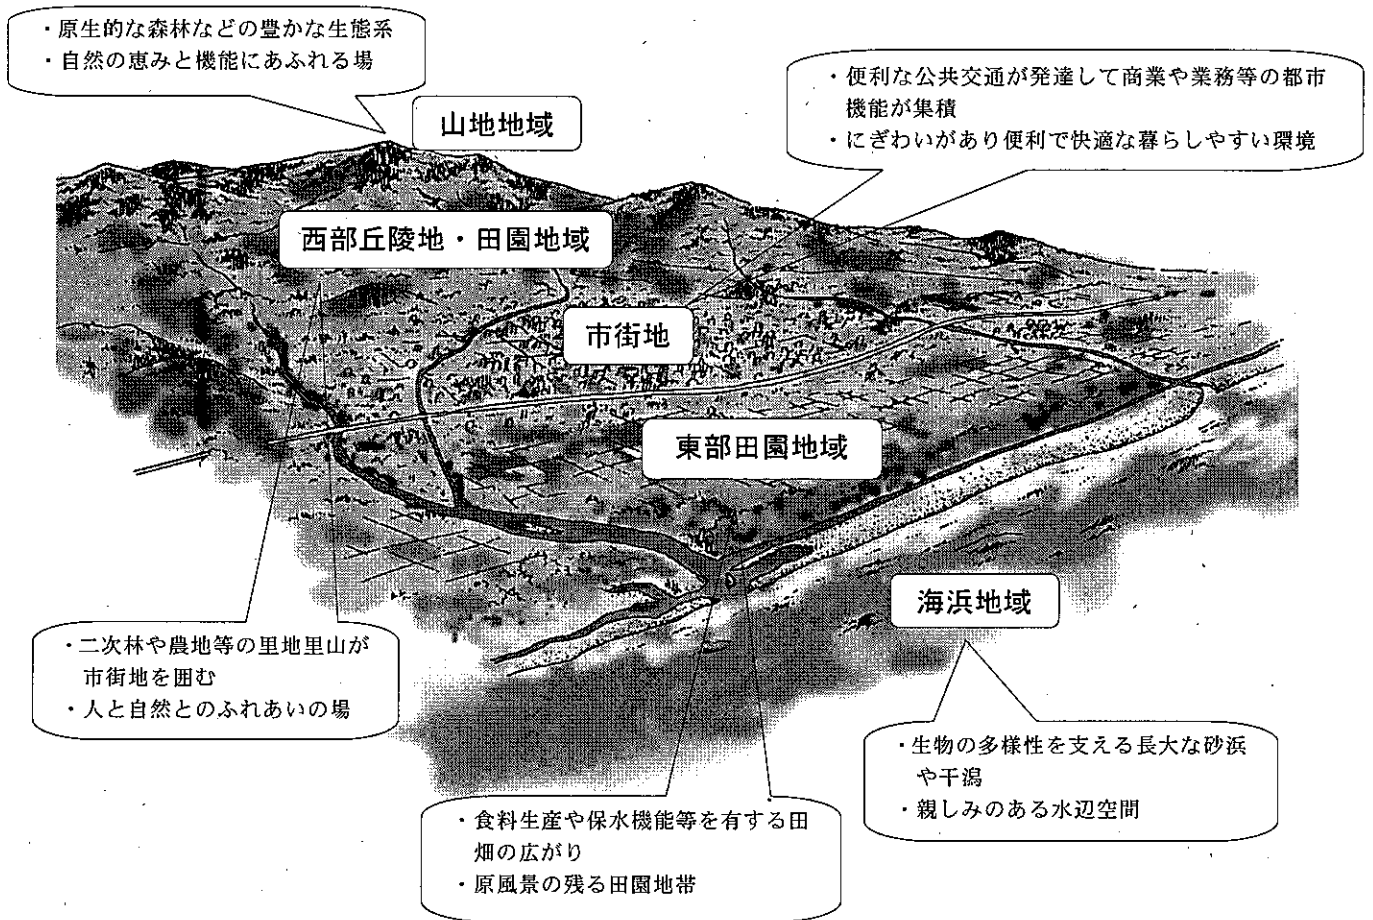 ・原生的な森林などの豊かな生態系
・自然の恵みと機能にあふれる場
山地地域
・便利な公共交通が発達して商業や業務等の都市
機能が集積
・にぎわいがあり便利で快適な暮らしやすい環境
西部丘陵地・田園地域
市街地
東部田園地域
海浜地域
・二次林や農地等の里地里山が
市街地を囲む
・人と自然とのふれあいの場
・生物の多様性を支える長大な砂浜
や干潟
・親しみのある水辺空間
・食料生産や保水機能等を有する田
畑の広がり
・原風景の残る田園地帯